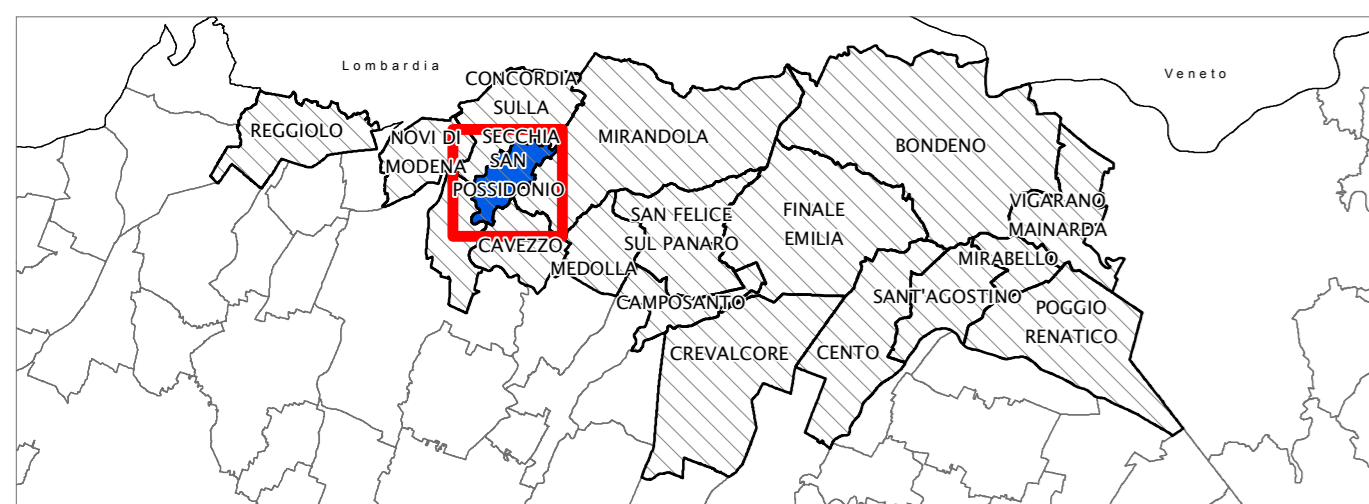 Lombardia
Veneto
CONCORDIA
SULLA
SECCHIA
REGGIOLO
NOVI DI
MODENA
SAN
POSSIDONIO
MIRANDOLA
BONDENO
CAVEZZO
MEDOLLA
SAN FELICE
SUL PANARO
FINALE
EMILIA
VIGARANO
MAINARDA
MIRABELLO
CAMPOSANTO
SANT'AGOSTINO
POGGIO
RENATICO
CREVALCORE
CENTO